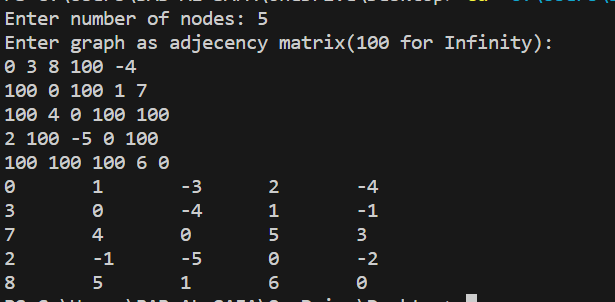 Enter number of nodes: 5
Enter graph as adjecency matrix(100 for Infinity):
0 3 8 100 -4
100 0 100 1 7
100 4 0 100 100
2 100 -5 0 100
100 100 100 6 0
0 1 -3 2 -4
3 0 -4 1 -1
7 4 0 5 3
2 -1 -5 0 -2
8 5 1 6 0